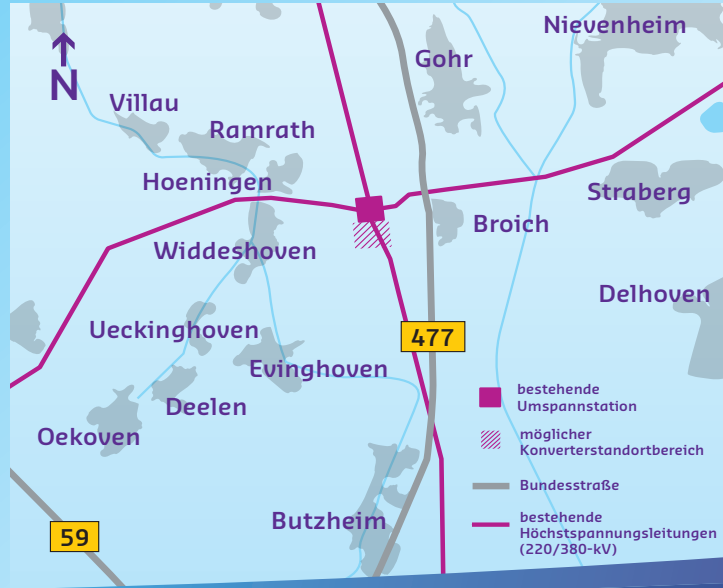 Nievenheim
Gohr
N
Villau
Ramrath
Hoeningen
Straberg
Broich
Widdeshoven
Delhoven
Ueckinghoven
477
Evinghoven
bestehende
Umspannstation
Deelen
möglicher
Konverterstandortbereich
Oekoven
Bundesstraße
59
Butzheim
bestehende
Höchstspannungsleitungen
(220/380-kV)